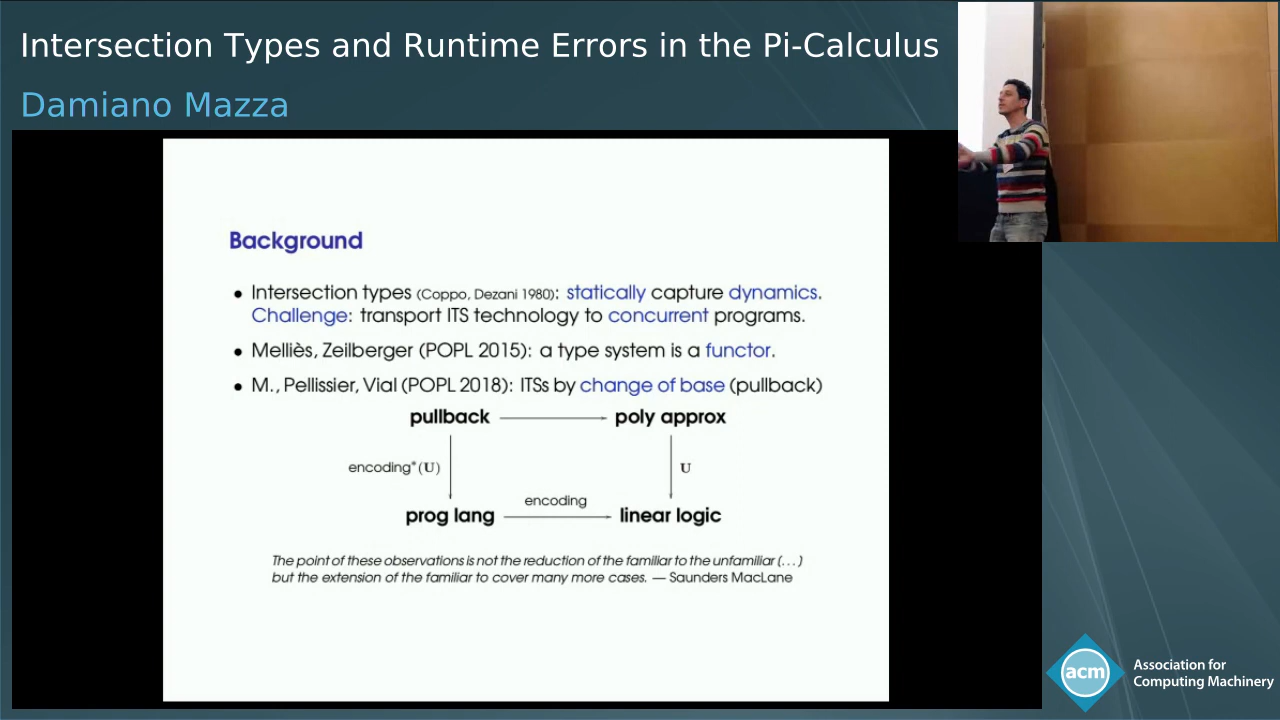 Intersection Types and Runtime Errors in the Pi-Calculus
Damiano Mazza
Background
• Intersection types (Coppo, Dezani 1980): statically capture dynamics.
Challenge: transport ITS technology to concurrent programs.
• Melliès, Zeilberger (POPL 2015): a type system is a functor.
• M., Pellissier, Vial (POPL 2018): ITSs by change of base (pullback)
pullback poly approx
encoding*(U) U
encoding
prog lang linear logic
The point of these observations is not the reduction of the familiar to the unfamiliar (...)
but the extension of the familiar to cover many more cases. — Saunders MacLane
acm Association for
Computing Machinery